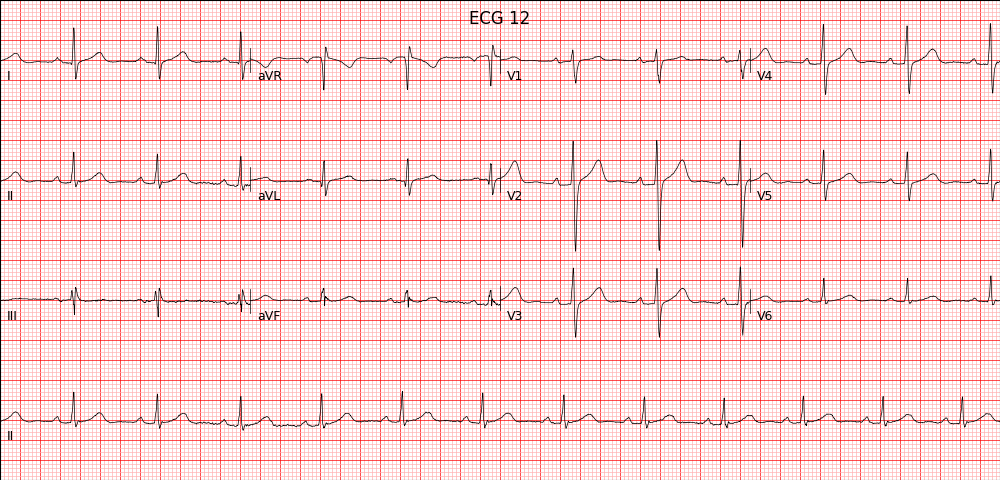 ECG 12
I aVR V1 V4
II aVL V2 V5
III aVF V3 V6
II